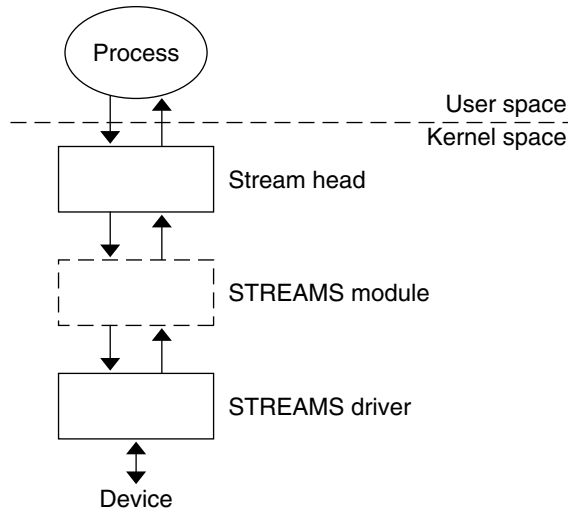 Process
User space
Kernel space
Stream head
STREAMS module
STREAMS driver
Device